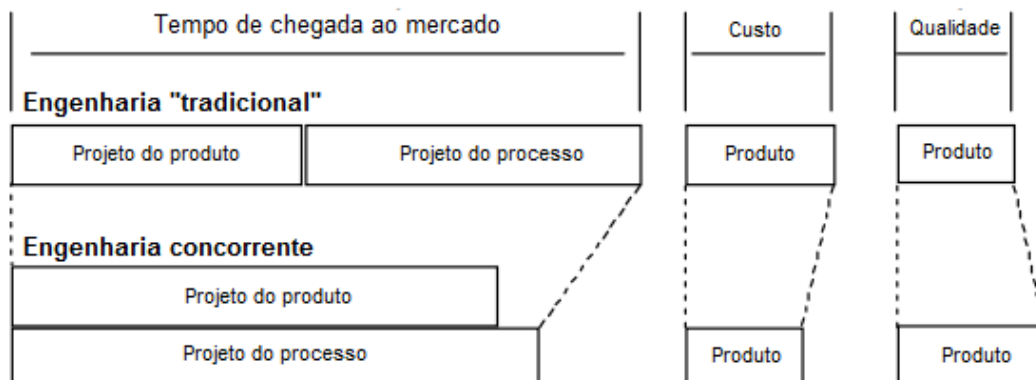 Tempo de chegada ao mercado
Custo
Qualidade
Engenharia "tradicional"
Projeto do produto
Projeto do processo
Produto
Produto
Engenharia concorrente
Projeto do produto
Projeto do processo
Produto
Produto